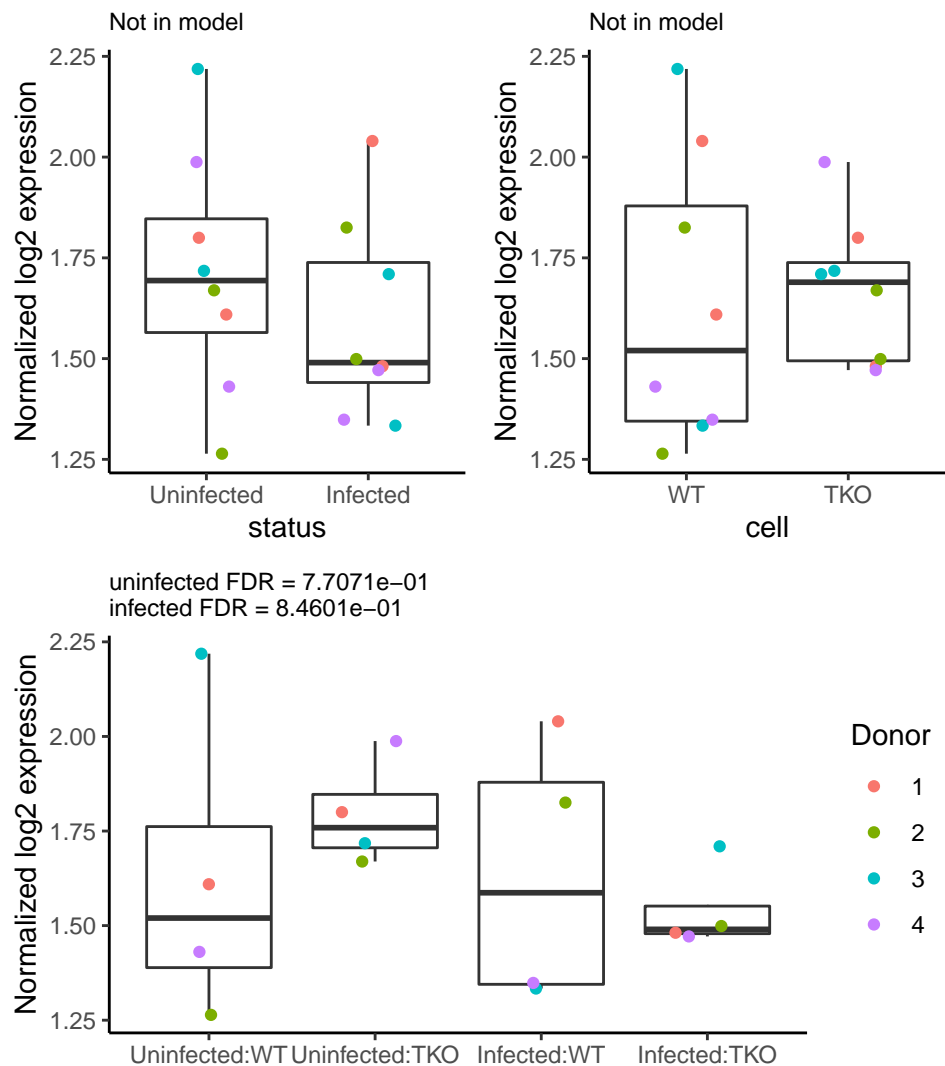 Not in model
Normalized log2 expression
2.25
2.00
1.75
1.50
1.25
Uninfected Infected
status
Not in model
Normalized log2 expression
2.25
2.00
1.75
1.50
1.25
WT TKO
cell
uninfected FDR = 7.7071e−01
infected FDR = 8.4601e−01
Normalized log2 expression
2.25
2.00
1.75
1.50
1.25
Uninfected:WT Uninfected:TKO Infected:WT Infected:TKO
Donor
1
2
3
4